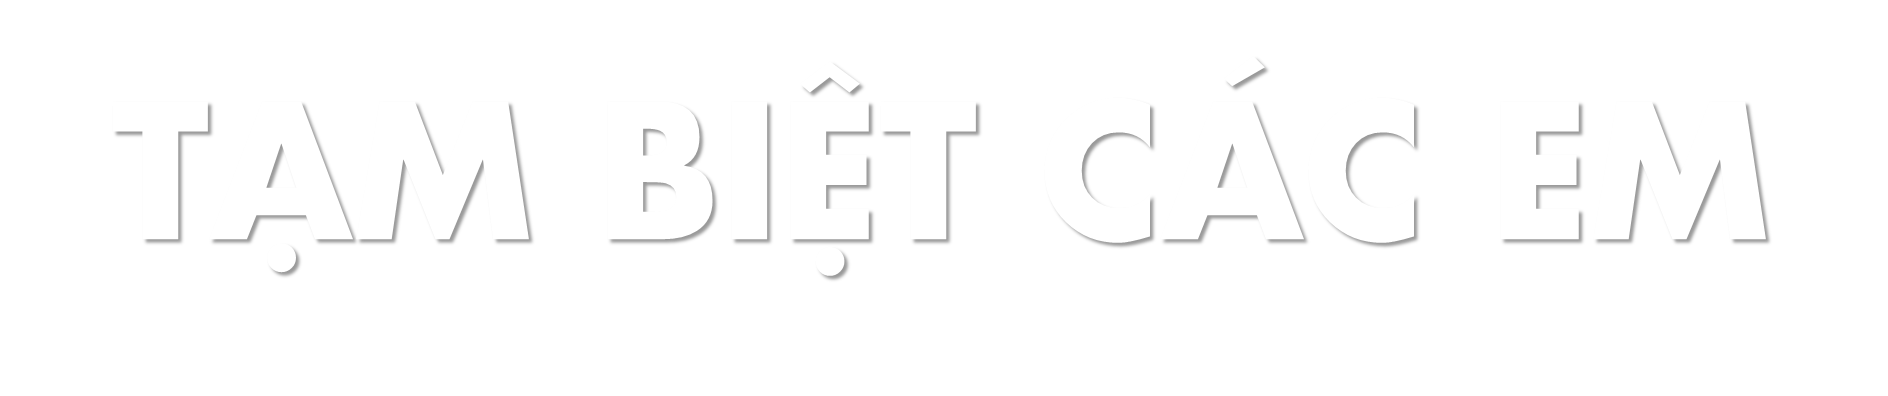 TẠM BIỆT CÁC EM